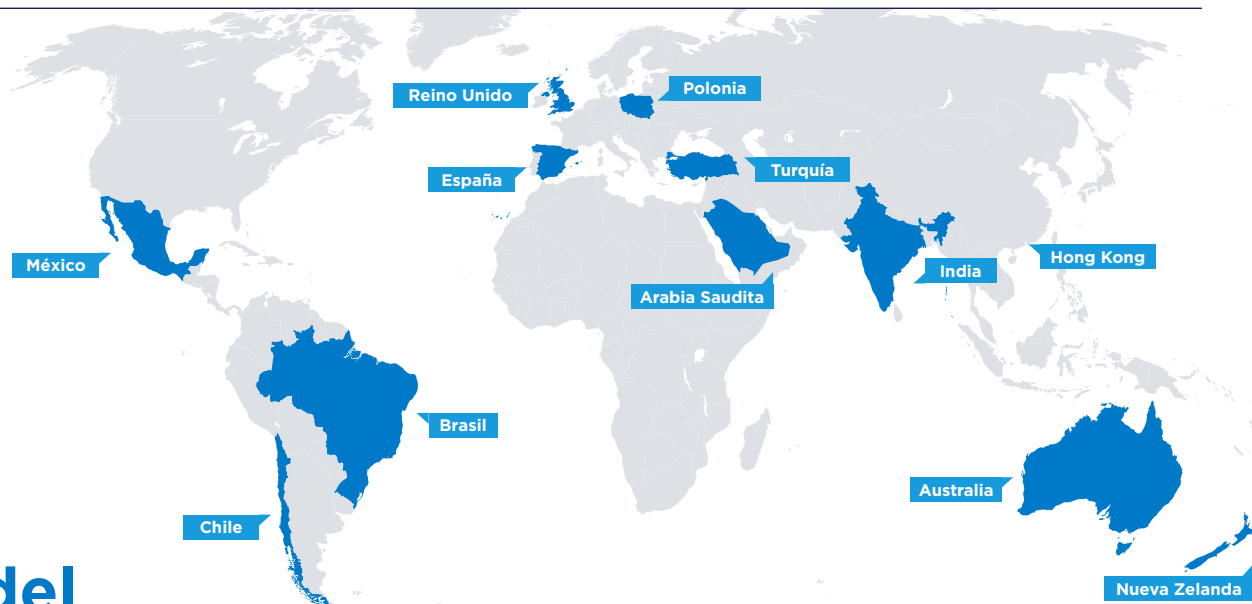 Reino Unido
Polonia
España
Turquía
México
Hong Kong
India
Arabia Saudita
Brasil
Australia
Chile
del
Nueva Zelanda